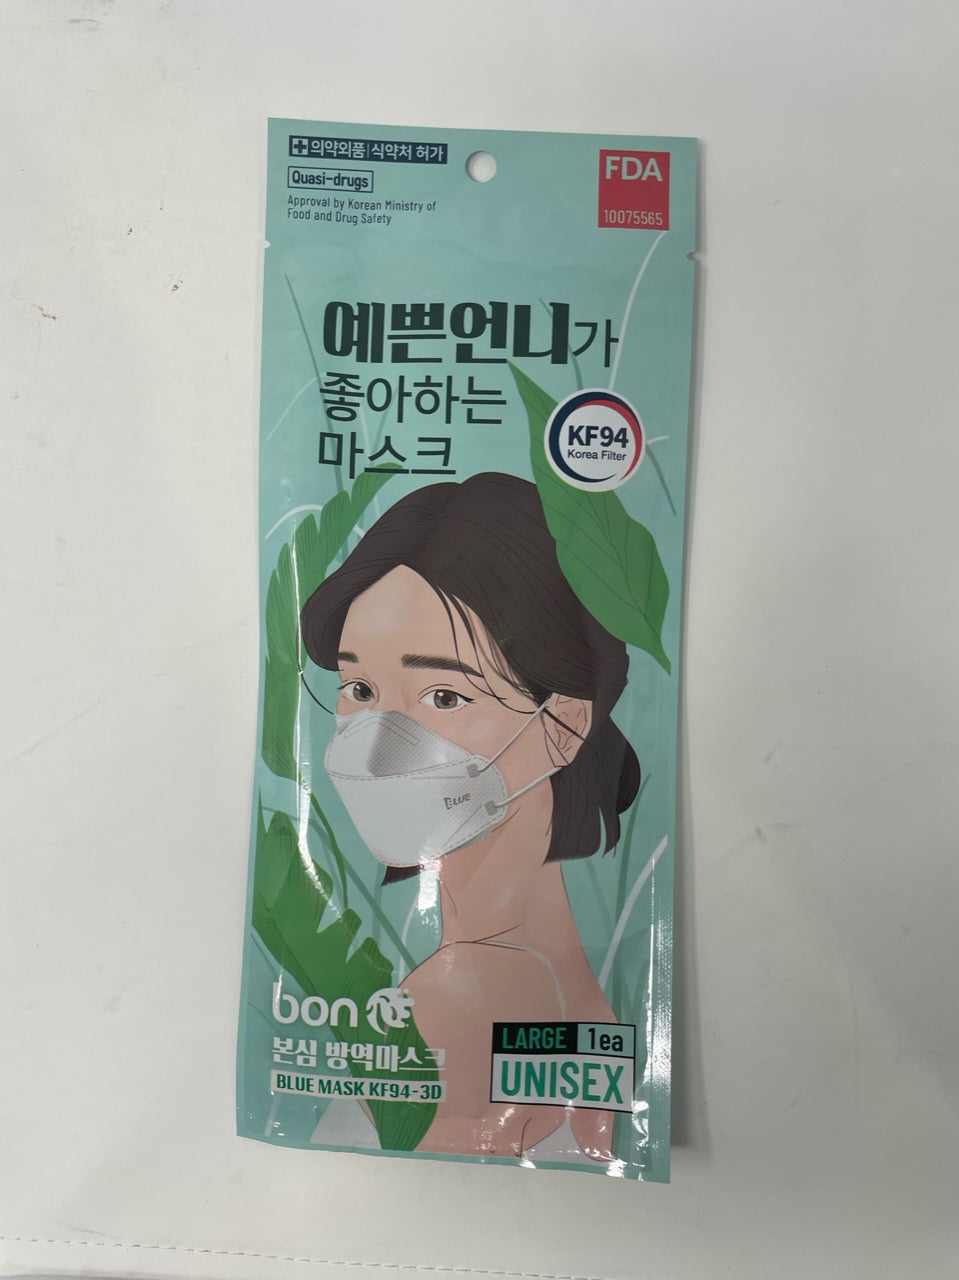 의약외품 | 식약처 허가
Quasi-drugs
Approval by Korean Ministry of
Food and Drug Safety
FDA
10075565
예쁜언니가
좋아하는
마스크
KF94
Korea Filter
BLUE
bon
본심 방역마스크
BLUE MASK KF94-3D
LARGE 1ea
UNISEX